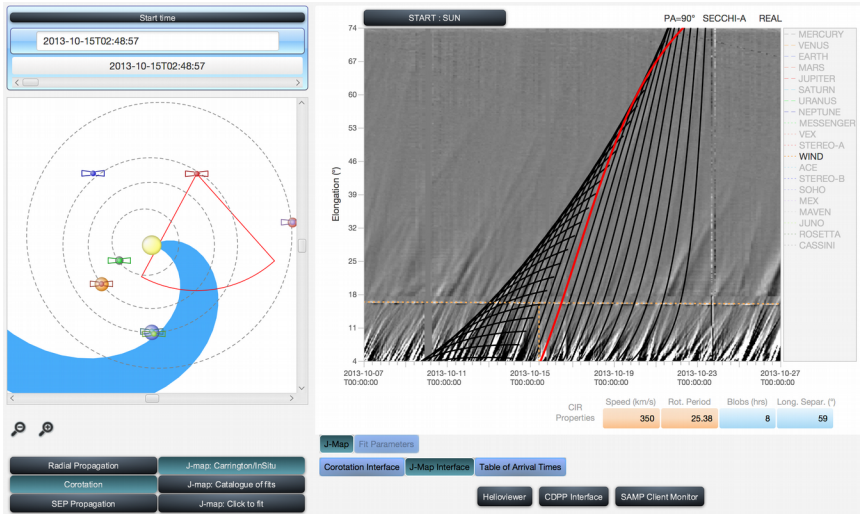 Start time
2013-10-15T02:48:57
2013-10-15T02:48:57
START : SUN
PA=90° SECCHI-A REAL
74
67
60
53
46
39
32
25
18
11
4
Elongation (°)
2013-10-07 2013-10-11 2013-10-15 2013-10-19 2013-10-23 2013-10-27
T00:00:00 T00:00:00 T00:00:00 T00:00:00 T00:00:00 T00:00:00
MERCURY
VENUS
EARTH
MARS
JUPITER
SATURN
URANUS
NEPTUNE
MESSENGER
VEX
STEREO-A
WIND
ACE
STEREO-B
SOHO
MEX
MAVEN
JUNO
ROSETTA
CASSINI
CIR Properties
Speed (km/s) Rot. Period Blobs (hrs) Long. Separ. (°)
350 25.38 8 59
J-Map Fit Parameters
Corotation Interface J-Map Interface Table of Arrival Times
Helioviewer CDPP Interface SAMP Client Monitor
Radial Propagation J-map: Carrington/InSitu
Corotation J-map: Catalogue of fits
SEP Propagation J-map: Click to fit